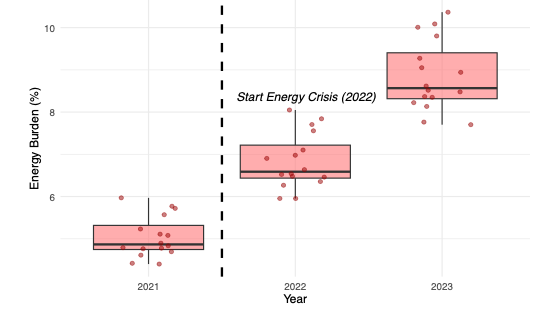 10
8
6
Energy Burden (%)
Start Energy Crisis (2022)
2021
2022
2023
Year